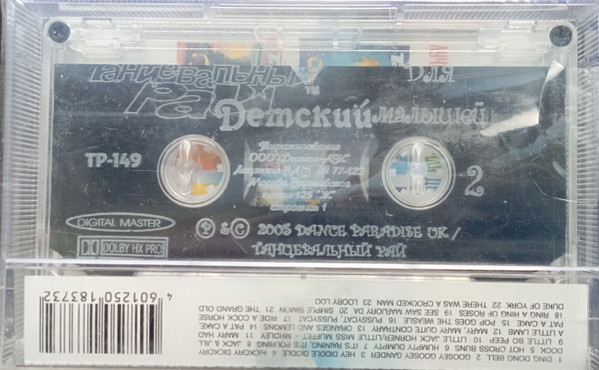 Танцевальный
Рай
TM
Детский
для
малышей
TP-149
Тиражирование
2
DIGITAL MASTER
DOLBY HX PRO
℗ & © 2005 DANCE PARADISE UK /
ТАНЦЕВАЛЬНЫЙ РАЙ
1 DING DONG BELL 2 GOOSEY GOOSEY GANDER 3 HEY DIDDLE DIDDLE 4 HICKORY DICKORY
DOCK 5 HOT CROSS BUNS 6 HUMPTY DUMPTY 7 IT'S RAINING, IT'S POURING 8 JACK & JILL
9 LITTLE BO PEEP 10 LITTLE JACK HORNER/LITTLE MISS MUFFET - MEDLEY 11 MARY HAD
A LITTLE LAMB 12 MARY, MARY, QUITE CONTRARY 13 ORANGES AND LEMONS 14 PAT A CAKE,
PAT A CAKE 15 POP GOES THE WEASLE 16 PUSSYCAT, PUSSYCAT 17 RIDE A COCK HORSE
18 RING A RING A ROSES 19 SEE SAW MARJORY DA 20 SIMPLE SIMON 21 THE GRAND OLD
DUKE OF YORK 22 THERE WAS A CROOKED MAN 23 LOOBY LOO
4 601250 183732